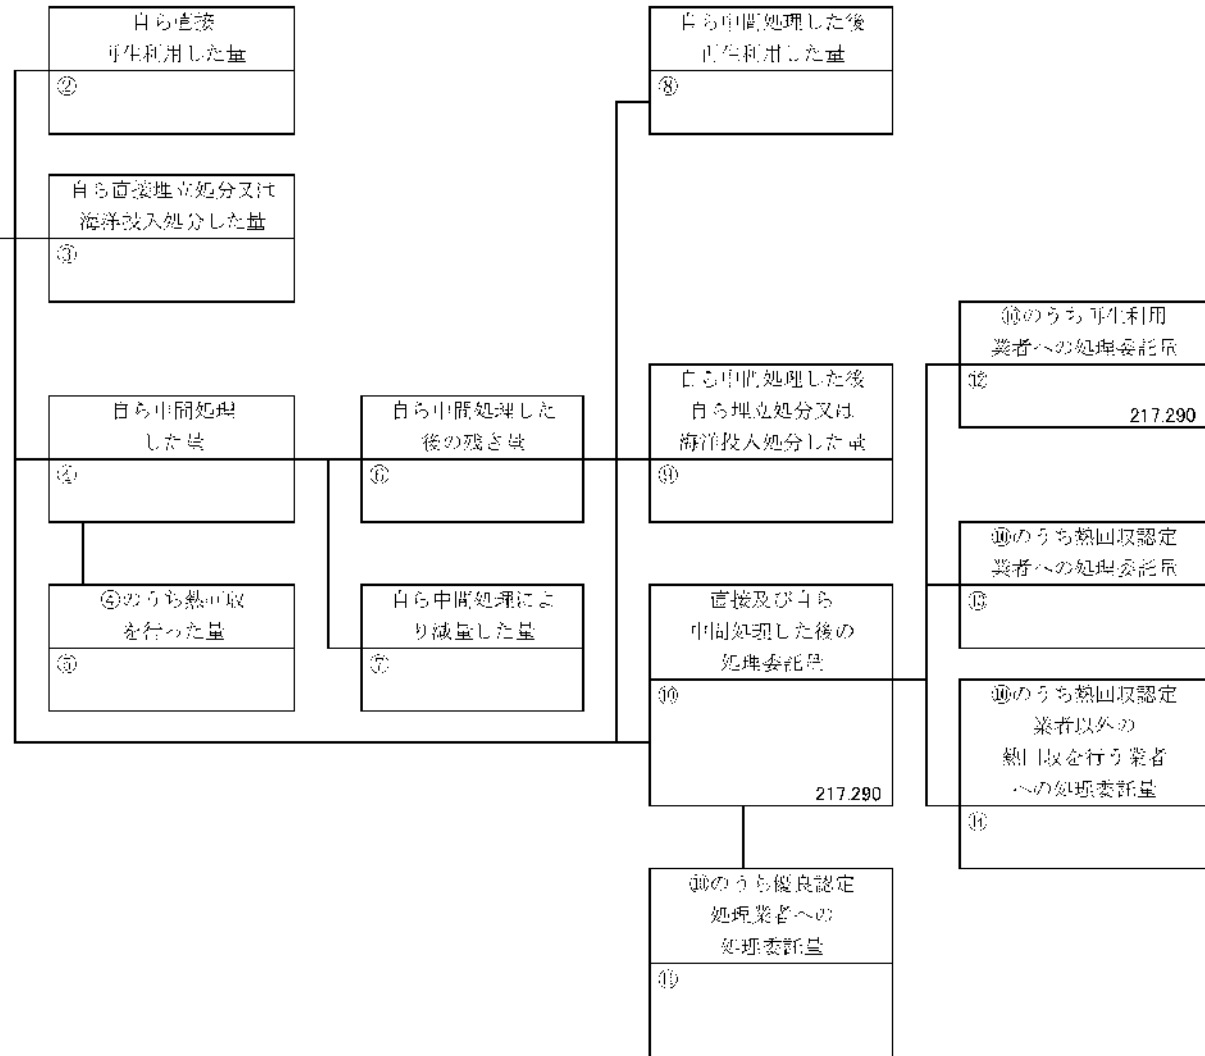 自ら直接
再生利用した量
②
自ら直接埋立処分又は
海洋投入処分した量
③
自ら中間処理
した量
④
④のうち熱回収
を行った量
⑤
自ら中間処理した
後の残さ量
⑥
自ら中間処理によ
り減量した量
⑦
自ら中間処理した後
再生利用した量
⑧
自ら中間処理した後
自ら埋立処分又は
海洋投入処分した量
⑨
直接及び自ら
中間処理した後の
処理委託量
⑩
217.290
⑩のうち優良認定
処理業者への
処理委託量
⑪
⑩のうち再生利用
業者への処理委託量
⑫
217.290
⑩のうち熱回収認定
業者への処理委託量
⑬
⑩のうち熱回収認定
業者以外の
熱回収を行う業者
への処理委託量
⑭